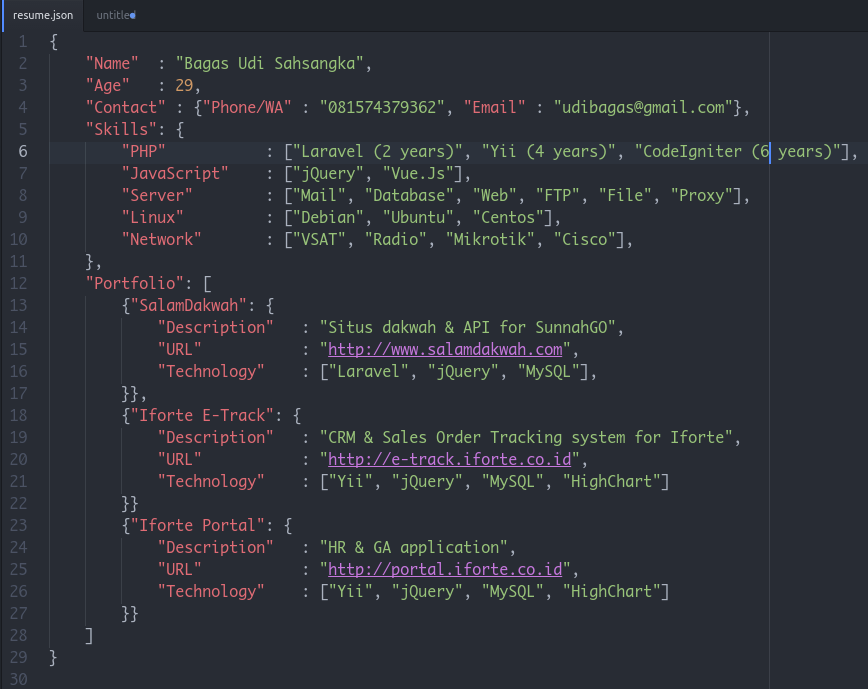 resume.json untitled
1 {
2     "Name"  : "Bagas Udi Sahsangka",
3     "Age"   : 29,
4     "Contact" : {"Phone/WA" : "081574379362", "Email" : "udibagas@gmail.com"},
5     "Skills": {
6         "PHP"           : ["Laravel (2 years)", "Yii (4 years)", "CodeIgniter (6 years)"],
7         "JavaScript"    : ["jQuery", "Vue.Js"],
8         "Server"        : ["Mail", "Database", "Web", "FTP", "File", "Proxy"],
9         "Linux"         : ["Debian", "Ubuntu", "Centos"],
10         "Network"       : ["VSAT", "Radio", "Mikrotik", "Cisco"],
11     },
12     "Portfolio": [
13         {"SalamDakwah": {
14             "Description"   : "Situs dakwah & API for SunnahGO",
15             "URL"           : "http://www.salamdakwah.com",
16             "Technology"    : ["Laravel", "jQuery", "MySQL"],
17         }},
18         {"Iforte E-Track": {
19             "Description"   : "CRM & Sales Order Tracking system for Iforte",
20             "URL"           : "http://e-track.iforte.co.id",
21             "Technology"    : ["Yii", "jQuery", "MySQL", "HighChart"]
22         }}
23         {"Iforte Portal": {
24             "Description"   : "HR & GA application",
25             "URL"           : "http://portal.iforte.co.id",
26             "Technology"    : ["Yii", "jQuery", "MySQL", "HighChart"]
27         }}
28     ]
29 }
30